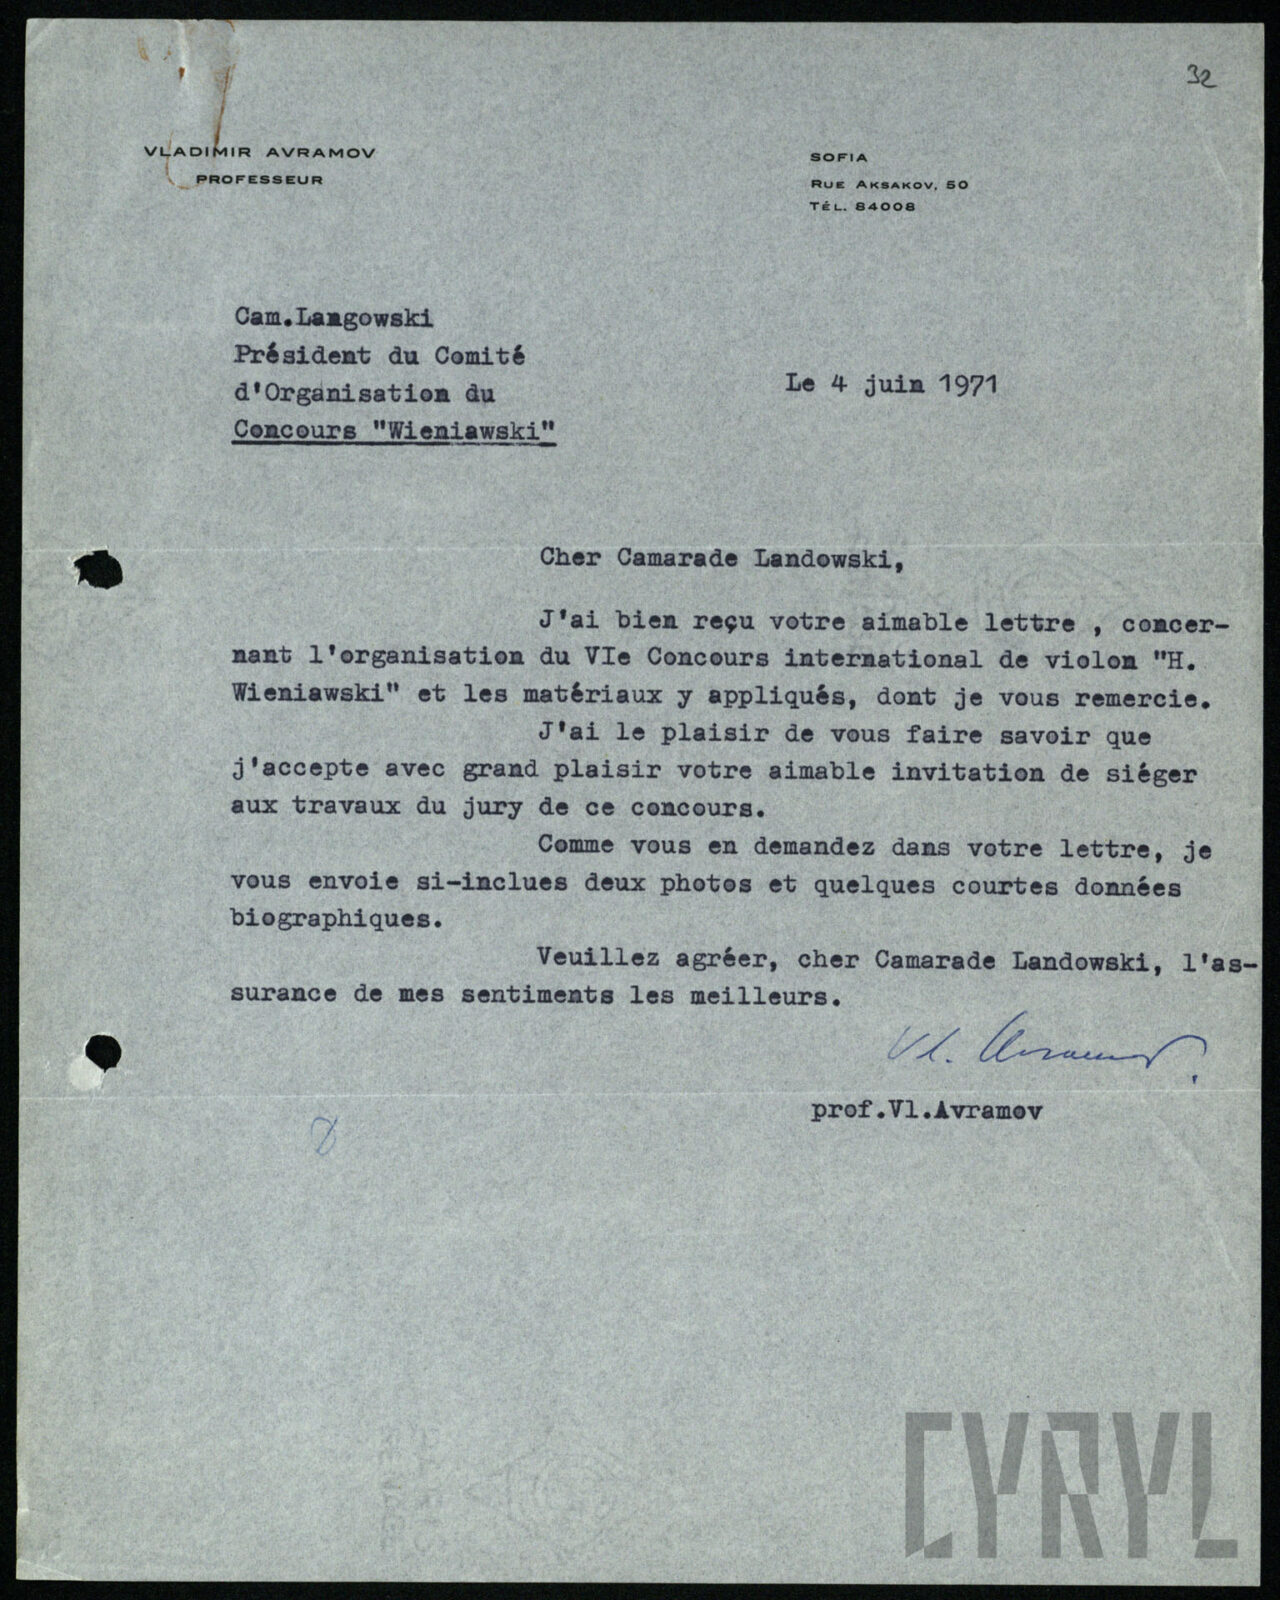 32
VLADIMIR AVRAMOV
PROFESSEUR
SOFIA
RUE AKSAKOV, 50
TÉL. 84008
Cam.Langowski
Président du Comité
d'Organisation du
Concours "Wieniawski"
Le 4 juin 1971
Cher Camarade Landowski,
J'ai bien reçu votre aimable lettre , concer-
nant l'organisation du VIe Concours international de violon "H.
Wieniawski" et les matériaux y appliqués, dont je vous remercie.
J'ai le plaisir de vous faire savoir que
j'accepte avec grand plaisir votre aimable invitation de siéger
aux travaux du jury de ce concours.
Comme vous en demandez dans votre lettre, je
vous envoie si-inclues deux photos et quelques courtes données
biographiques.
Veuillez agréer, cher Camarade Landowski, l'as-
surance de mes sentiments les meilleurs.
Vl. Avramov.
prof.Vl.Avramov
CYRYL